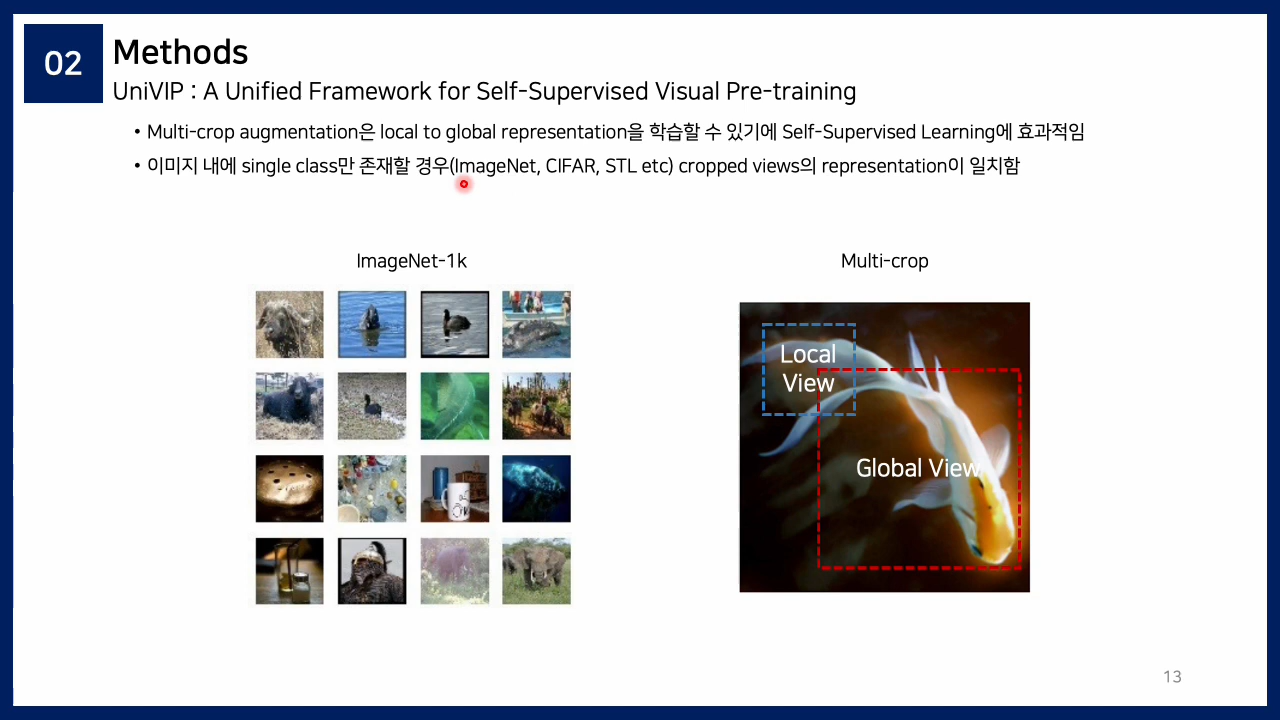 02
Methods
UniVIP : A Unified Framework for Self-Supervised Visual Pre-training
• Multi-crop augmentation은 local to global representation을 학습할 수 있기에 Self-Supervised Learning에 효과적임
• 이미지 내에 single class만 존재할 경우(ImageNet, CIFAR, STL etc) cropped views의 representation이 일치함
ImageNet-1k
Multi-crop
Local
View
Global View
13